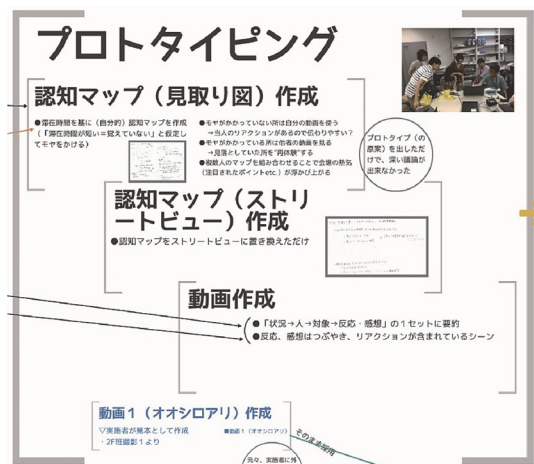 プロトタイピング
認知マップ（見取り図）作成
●滞在時間を基に（自分的）認知マップを作成
（「滞在時間が短い＝覚えていない」と仮定し
てモヤをかける）
●モヤがかかっていない所は自分の動画を使う
→当人のリアクションがあるので伝わりやすい？
●モヤがかかっている所は他者の動画を見る
→見落としていた所を“再体験”する
●複数人のマップを組み合わせることで会場の熱気
（注目されたポイントetc.）が浮かび上がる
プロトタイプ（の
原案）を出しただ
けで、深い議論が
出来なかった
認知マップ（ストリ
ートビュー）作成
●認知マップをストリートビューに置き換えただけ
動画作成
●「状況→人→対象→反応・感想」の１セットに要約
●反応、感想はつぶやき、リアクションが含まれているシーン
動画１（オオシロアリ）作成
▽実施者が見本として作成
・2F班撮影１より
■動画１（オオシロアリ）
そのまま採用
元々、実施者に外